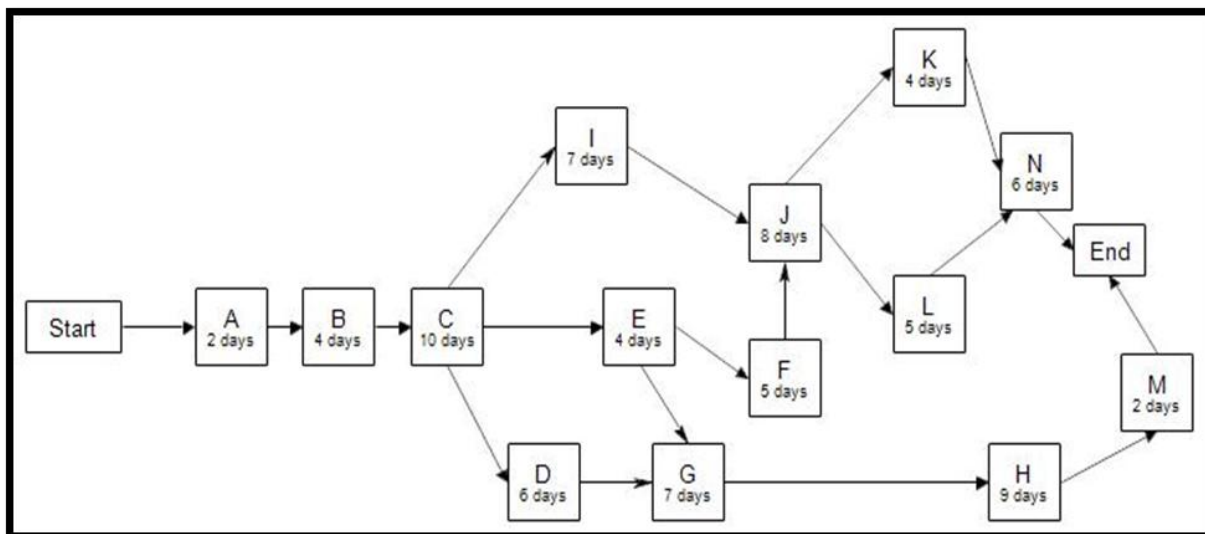 K
4 days
I
7 days
N
6 days
J
8 days
End
Start
A
2 days
B
4 days
C
10 days
E
4 days
L
5 days
F
5 days
M
2 days
D
6 days
G
7 days
H
9 days